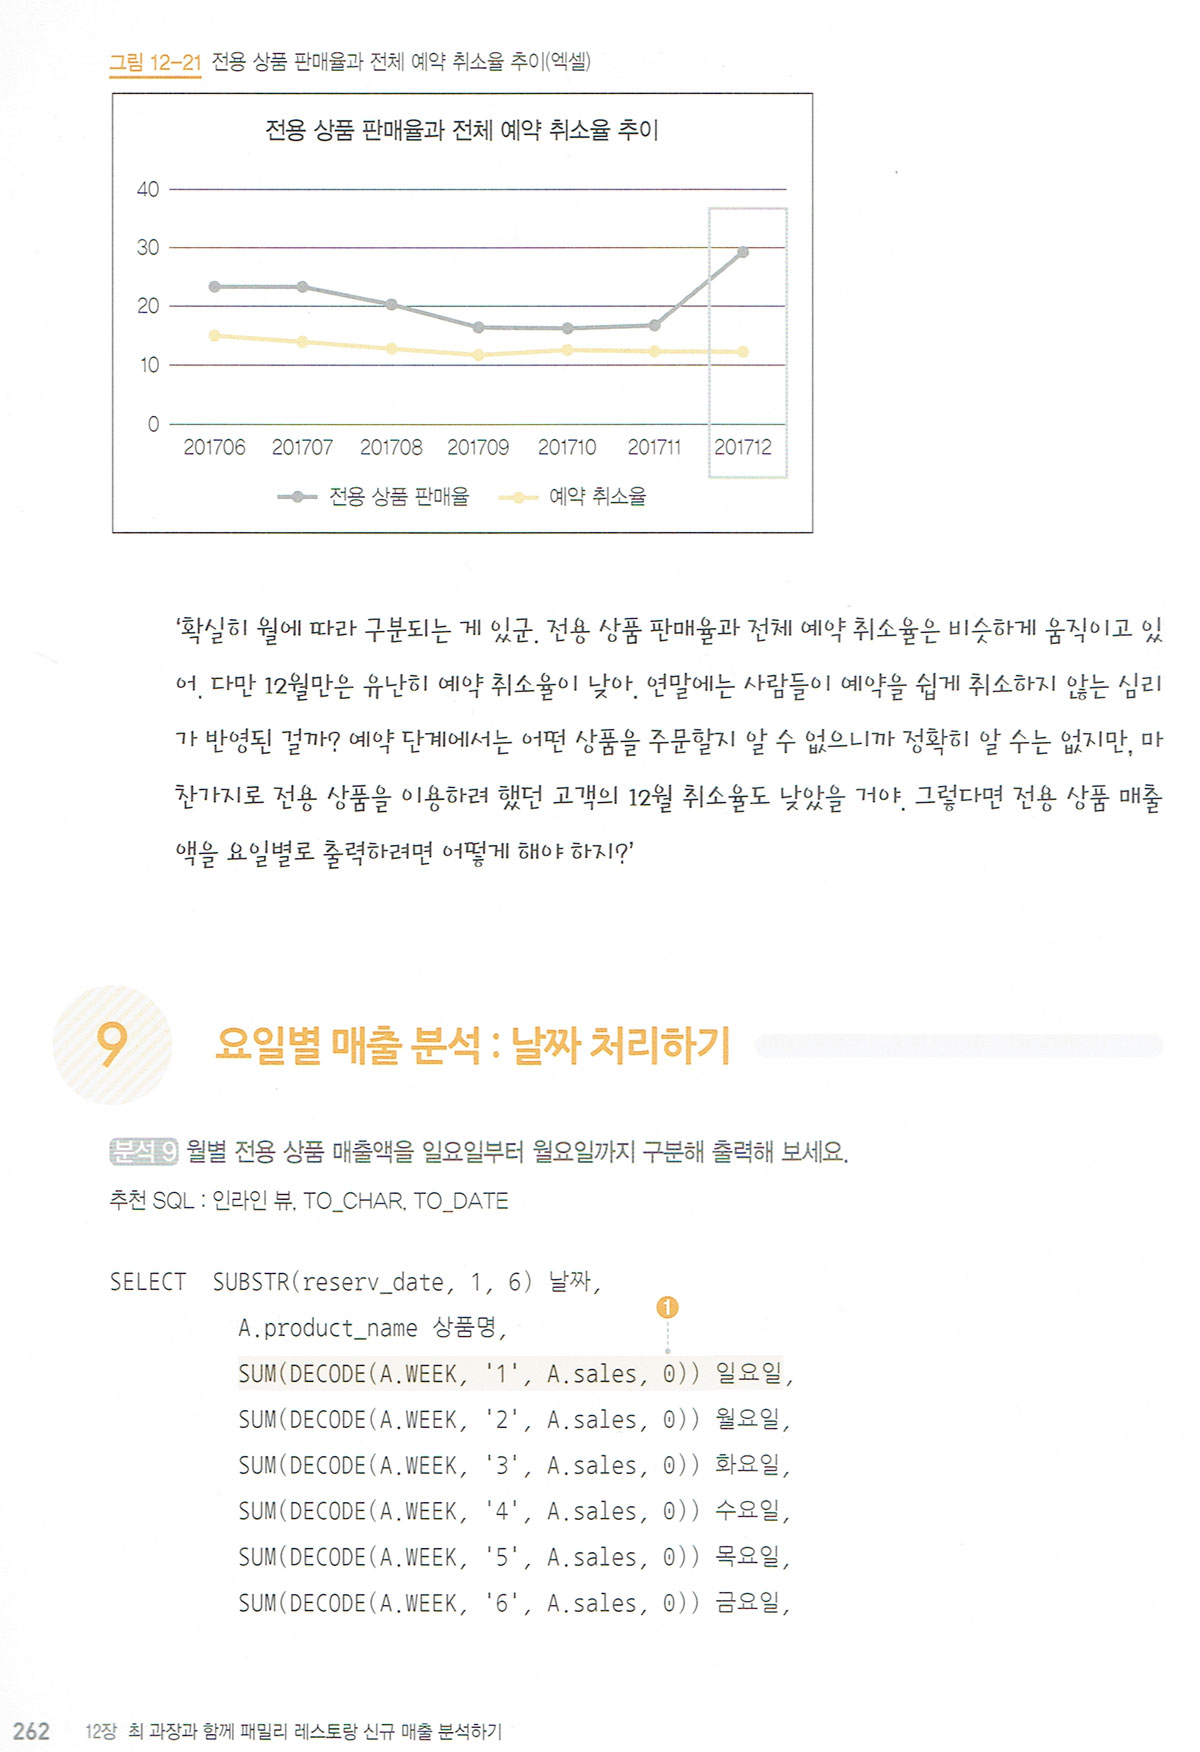 그림 12-21 전용 상품 판매율과 전체 예약 취소율 추이(엑셀)
전용 상품 판매율과 전체 예약 취소율 추이
40
30
20
10
0
201706 201707 201708 201709 201710 201711 201712
전용 상품 판매율 예약 취소율
‘확실히 월에 따라 구분되는 게 있군. 전용 상품 판매율과 전체 예약 취소율은 비슷하게 움직이고 있
어. 다만 12월만은 유난히 예약 취소율이 낮아. 연말에는 사람들이 예약을 쉽게 취소하지 않는 심리
가 반영된 걸까? 예약 단계에서는 어떤 상품을 주문할지 알 수 없으니까 정확히 알 수는 없지만, 마
찬가지로 전용 상품을 이용하려 했던 고객의 12월 취소율도 낮았을 거야. 그렇다면 전용 상품 매출
액을 요일별로 출력하려면 어떻게 해야 하지?’
9 요일별 매출 분석 : 날짜 처리하기
분석 9 월별 전용 상품 매출액을 일요일부터 월요일까지 구분해 출력해 보세요.
추천 SQL : 인라인 뷰, TO_CHAR, TO_DATE
SELECT SUBSTR(reserv_date, 1, 6) 날짜,
1
A.product_name 상품명,
SUM(DECODE(A.WEEK, '1', A.sales, 0)) 일요일,
SUM(DECODE(A.WEEK, '2', A.sales, 0)) 월요일,
SUM(DECODE(A.WEEK, '3', A.sales, 0)) 화요일,
SUM(DECODE(A.WEEK, '4', A.sales, 0)) 수요일,
SUM(DECODE(A.WEEK, '5', A.sales, 0)) 목요일,
SUM(DECODE(A.WEEK, '6', A.sales, 0)) 금요일,
262 12장 최 과장과 함께 패밀리 레스토랑 신규 매출 분석하기